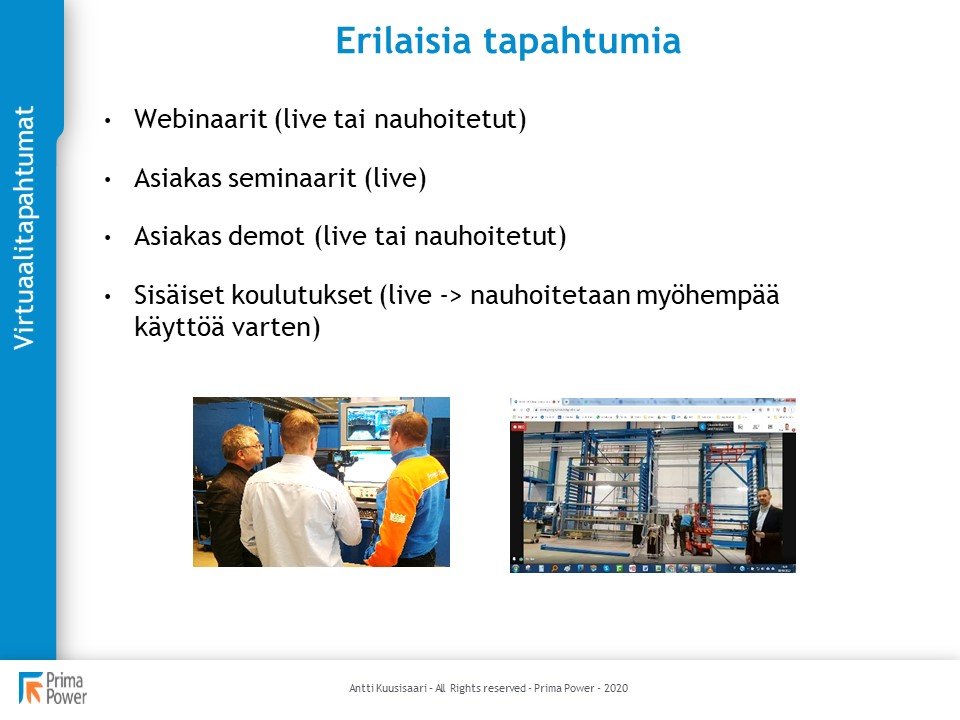 Erilaisia tapahtumia
Virtuaalitapahtumat
• Webinaarit (live tai nauhoitetut)
• Asiakas seminaarit (live)
• Asiakas demot (live tai nauhoitetut)
• Sisäiset koulutukset (live -> nauhoitetaan myöhempää
käyttöä varten)
Prima
Power
Antti Kuusisaari - All Rights reserved - Prima Power - 2020